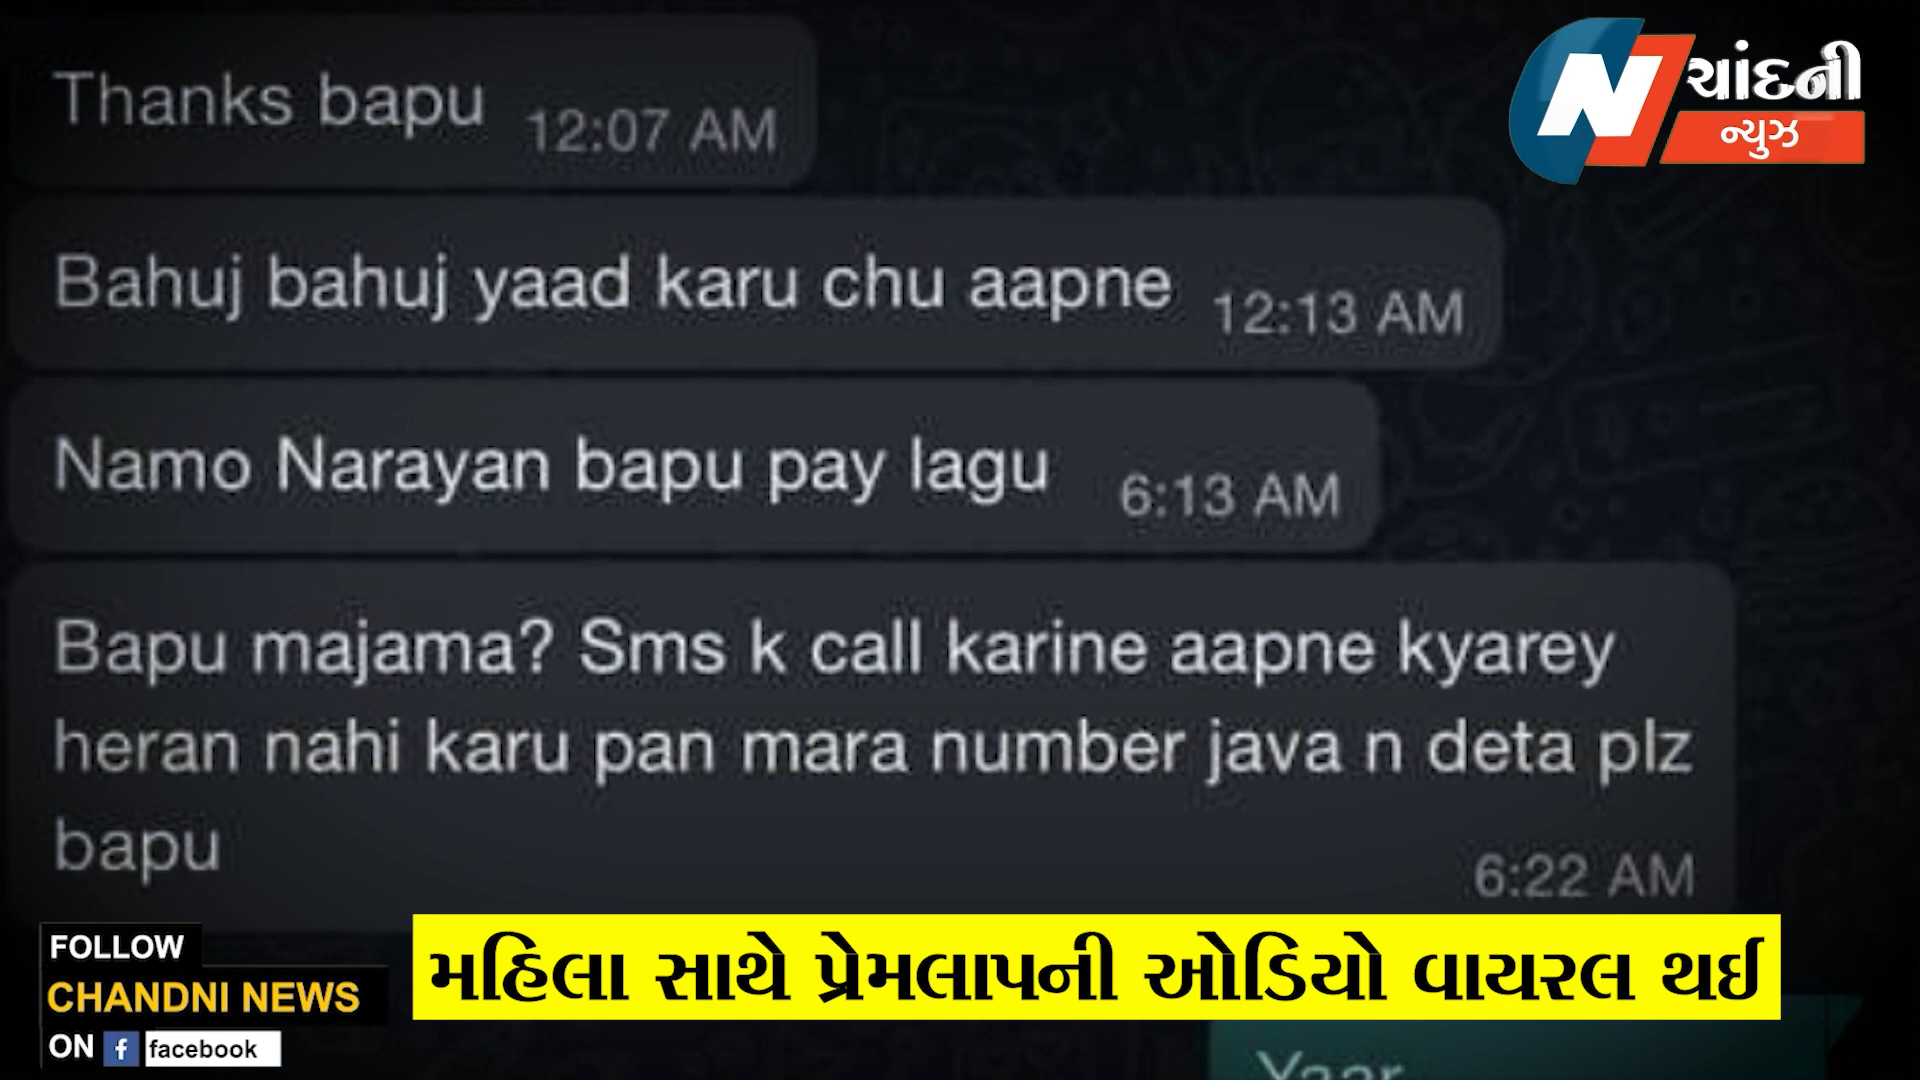 Thanks bapu 12:07 AM
ચાંદની
ન્યુઝ
Bahuj bahuj yaad karu chu aapne 12:13 AM
Namo Narayan bapu pay lagu 6:13 AM
Bapu majama? Sms k call karine aapne kyarey
heran nahi karu pan mara number java n deta plz
bapu
6:22 AM
FOLLOW
CHANDNI NEWS
ON f facebook
મહિલા સાથે પ્રેમલાપની ઓડિયો વાયરલ થઈ
Yaar